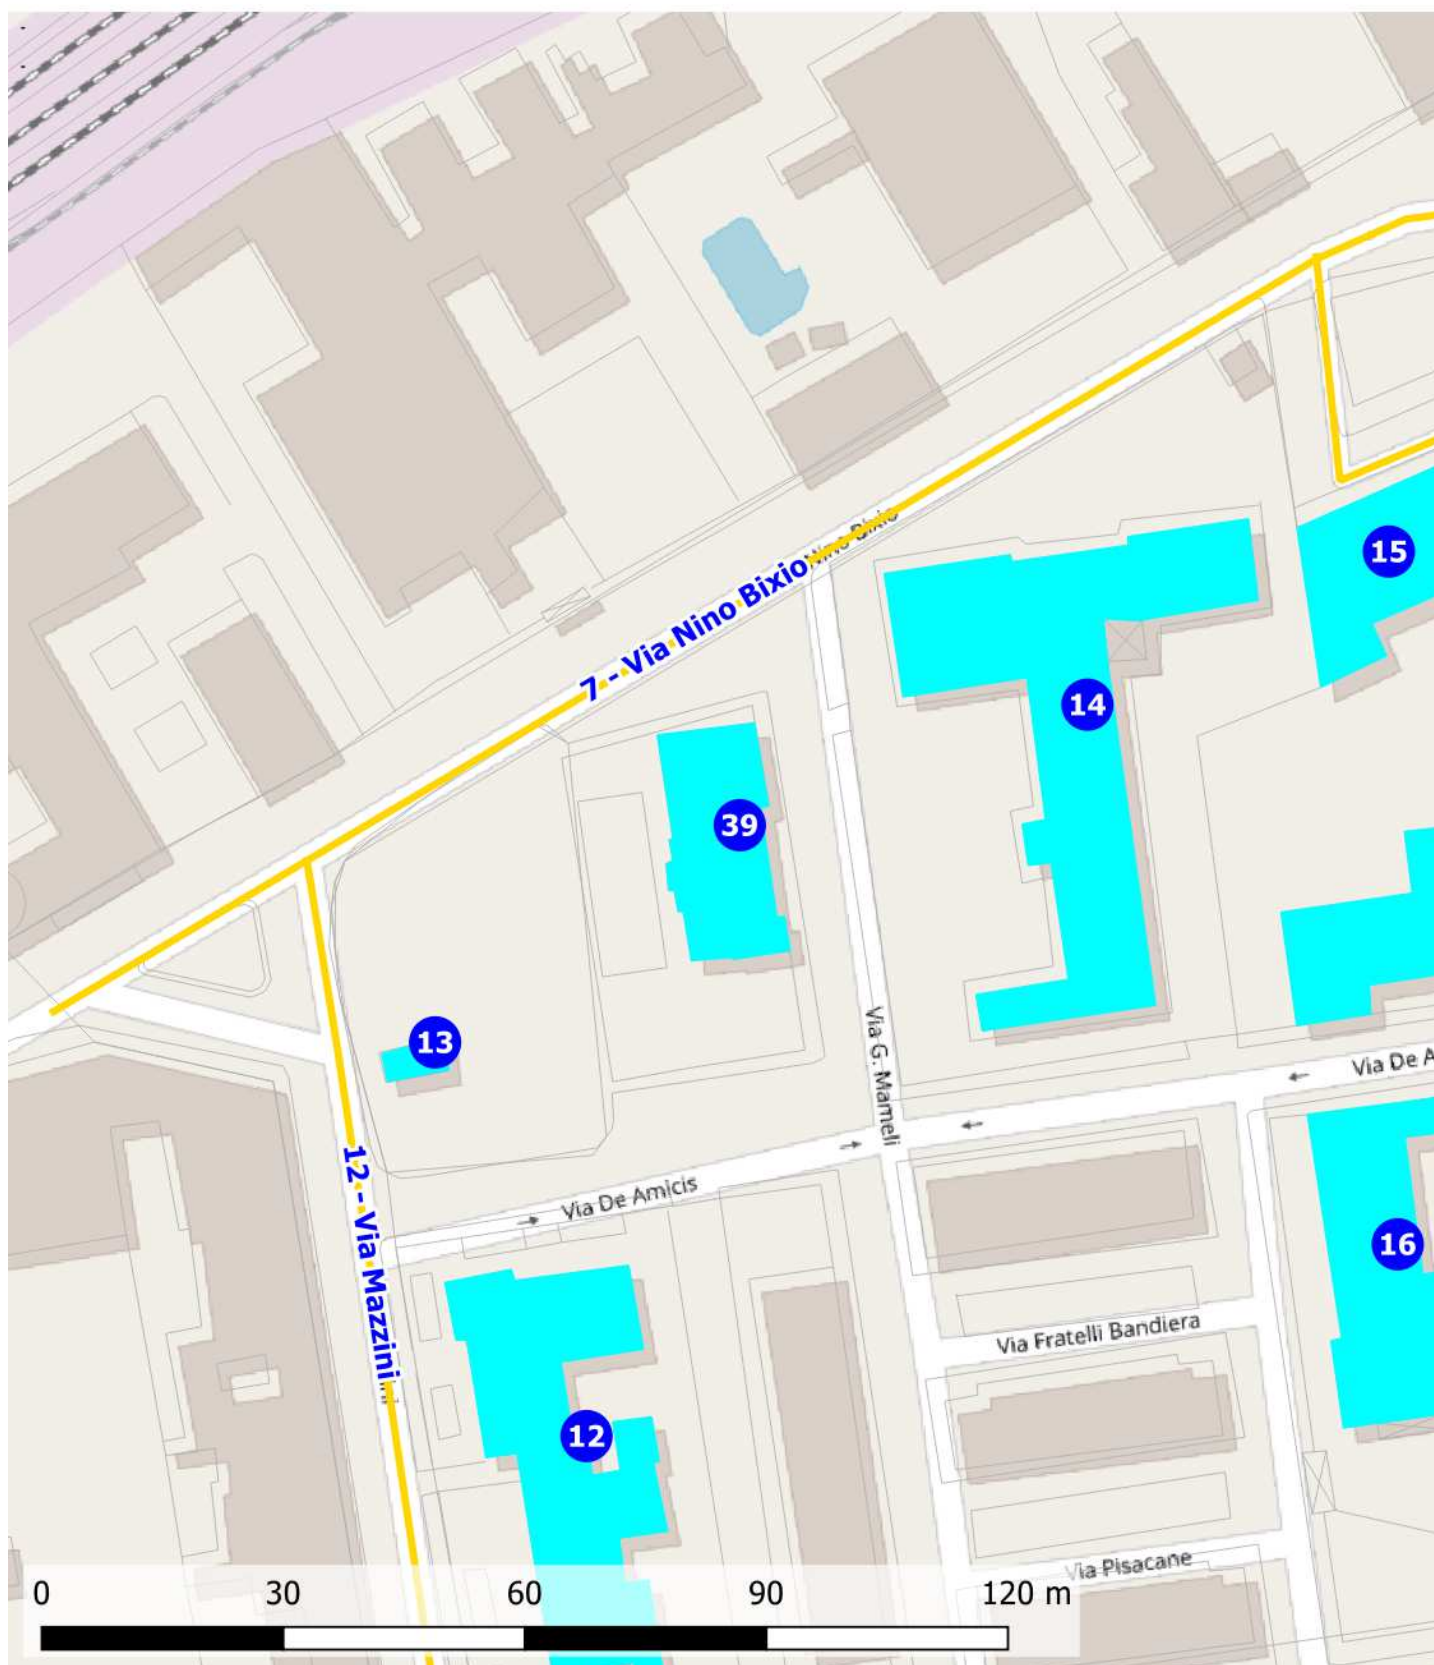 Nino Bixio
15
7 - Via Nino Bixio
14
39
13
Via G. Mameli
Via De A
12 - Via Mazzini
Via De Amicis
16
Via Fratelli Bandiera
12
Via Pisacane
0 30 60 90 120 m